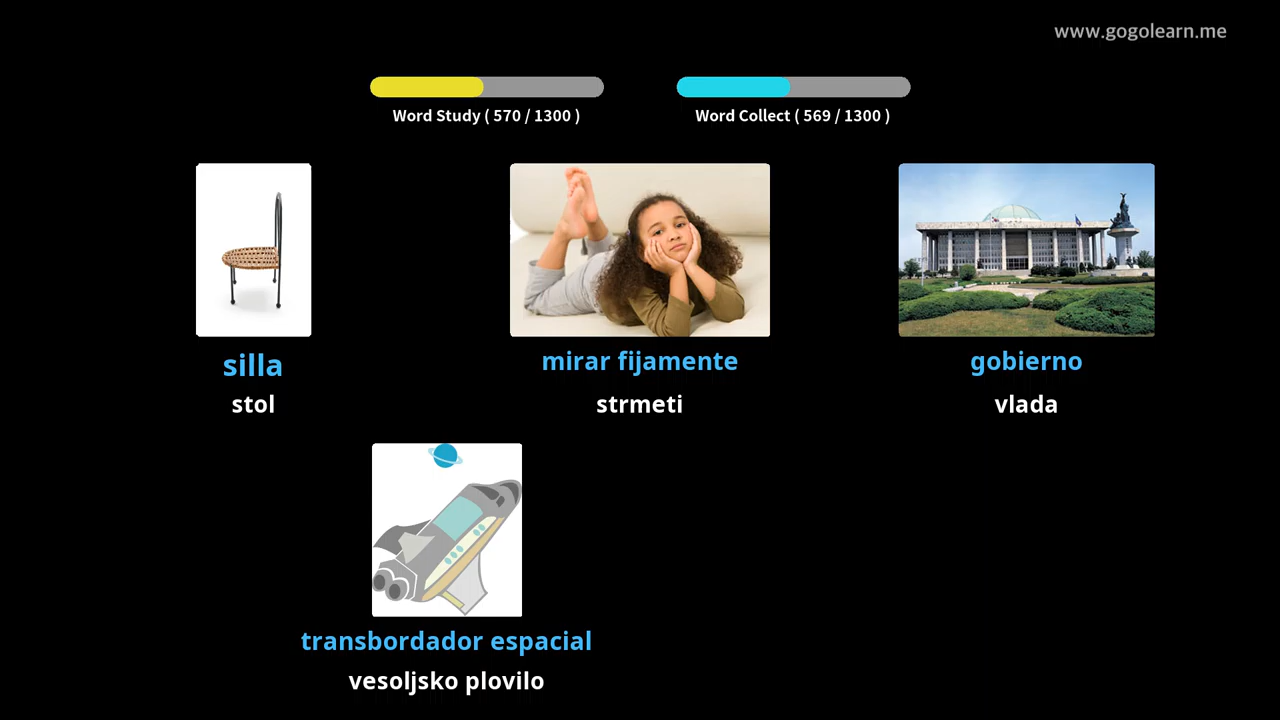 www.gogolearn.me
Word Study ( 570 / 1300 )
Word Collect ( 569 / 1300 )
silla
stol
mirar fijamente
strmeti
gobierno
vlada
transbordador espacial
vesoljsko plovilo